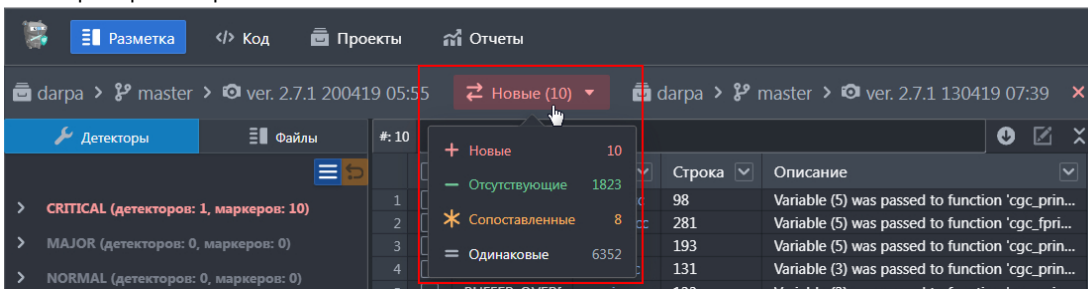 Разметка </> Код Проекты Отчеты
darpa > master > ver. 2.7.1 200419 05:55 Новые (10) darpa > master > ver. 2.7.1 130419 07:39 ×
Детекторы Файлы #: 10
+ Новые 10
− Отсутствующие 1823
Сопоставленные 8
= Одинаковые 6352
Строка Описание
CRITICAL (детекторов: 1, маркеров: 10)
MAJOR (детекторов: 0, маркеров: 0)
NORMAL (детекторов: 0, маркеров: 0)
1 98 Variable (5) was passed to function 'cgc_prin...
2 281 Variable (5) was passed to function 'cgc_fpri...
3 193 Variable (5) was passed to function 'cgc_prin...
4 131 Variable (3) was passed to function 'cgc_prin...